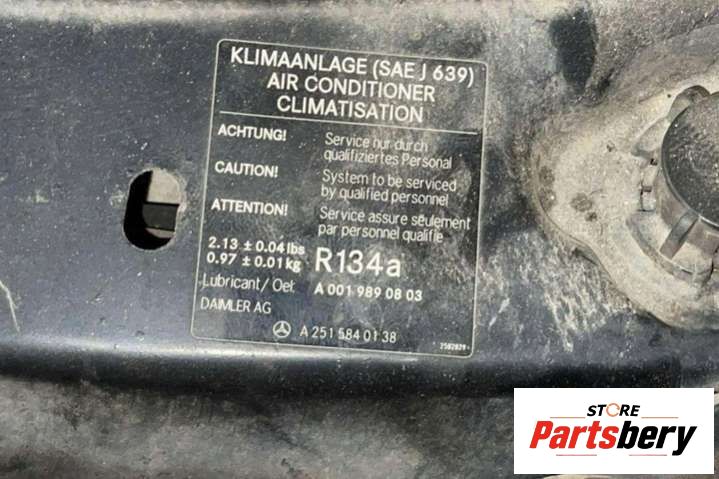 KLIMAANLAGE (SAE J 639)
AIR CONDITIONER
CLIMATISATION
ACHTUNG! Service nur durch
qualifiziertes Personal
CAUTION! System to be serviced
by qualified personnel
ATTENTION! Service assure seulement
par personnel qualifie
2.13 ± 0.04 lbs
0.97 ± 0.01 kg R134a
Lubricant / Oel: A 001 989 08 03
DAIMLER AG
A 251 584 01 38
STORE
Partsbery